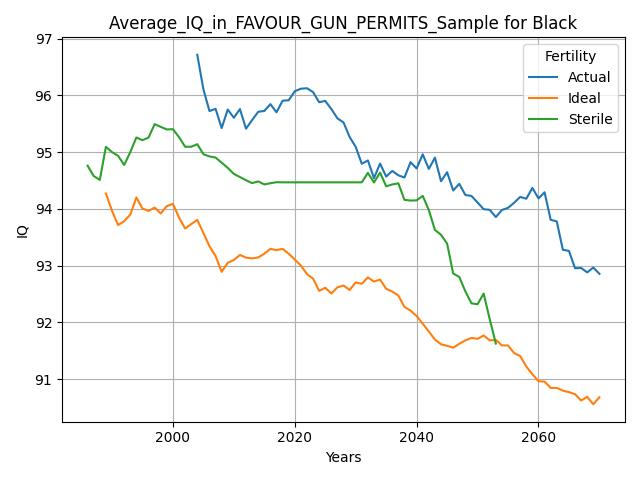 Average_IQ_in_FAVOUR_GUN_PERMITS_Sample for Black
Fertility
Actual
Ideal
Sterile
97
96
95
94
93
92
91
IQ
2000
2020
2040
2060
Years